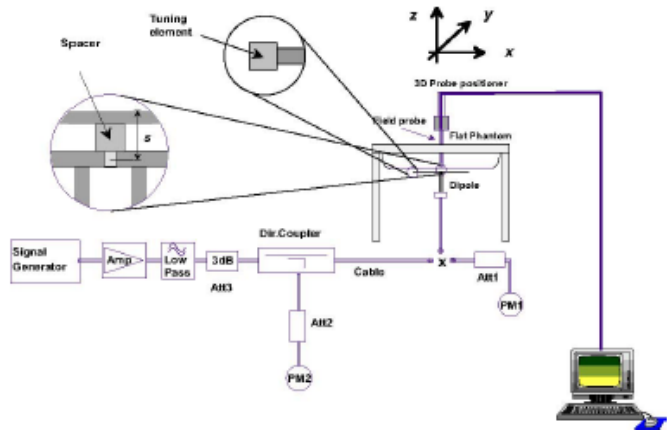 z
y
x
Tuning
element
Spacer
s
3D Probe positioner
Field probe
Flat Phantom
Dipole
Signal
Generator
Amp
Low
Pass
3dB
Att3
Dir.Coupler
Cable
x
Att1
PM1
Att2
PM2